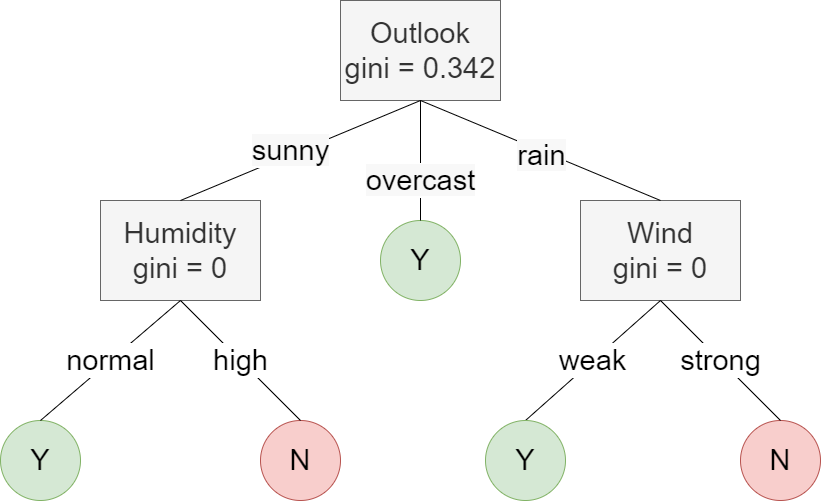 Outlook
gini = 0.342
sunny
overcast
rain
Humidity
gini = 0
Y
Wind
gini = 0
normal
high
weak
strong
Y
N
Y
N